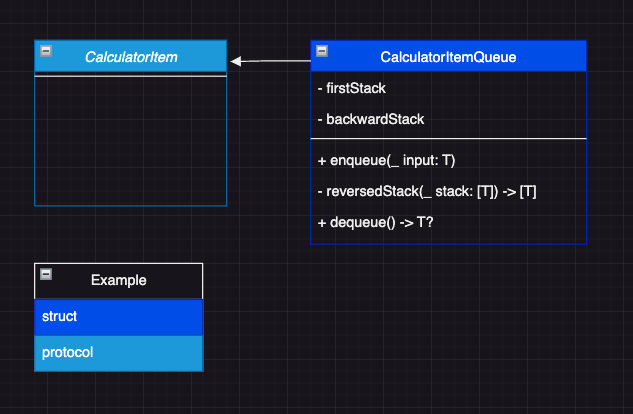 CalculatorItem
CalculatorItemQueue
- firstStack
- backwardStack
+ enqueue(_ input: T)
- reversedStack(_ stack: [T]) -> [T]
+ dequeue() -> T?
Example
struct
protocol